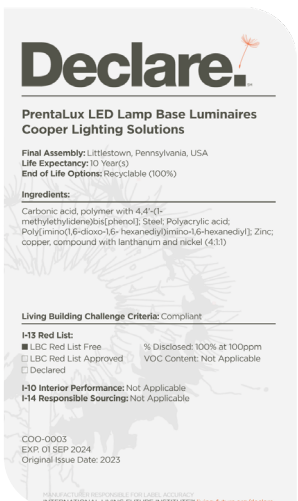 Declare.
PrentaLux LED Lamp Base Luminaires
Cooper Lighting Solutions
Final Assembly: Littlestown, Pennsylvania, USA
Life Expectancy: 10 Year(s)
End of Life Options: Recyclable (100%)
Ingredients:
Carbonic acid, polymer with 4,4'-(1-
methylethylidene)bis[phenol]; Steel; Polyacrylic acid;
Poly[imino(1,6-dioxo-1,6- hexanediyl)imino-1,6-hexanediyl]; Zinc;
copper, compound with lanthanum and nickel (4:1:1)
Living Building Challenge Criteria: Compliant
I-13 Red List:
LBC Red List Free % Disclosed: 100% at 100ppm
LBC Red List Approved VOC Content: Not Applicable
Declared
I-10 Interior Performance: Not Applicable
I-14 Responsible Sourcing: Not Applicable
COO-0003
EXP. 01 SEP 2024
Original Issue Date: 2023
MANUFACTURER RESPONSIBLE FOR LABEL ACCURACY